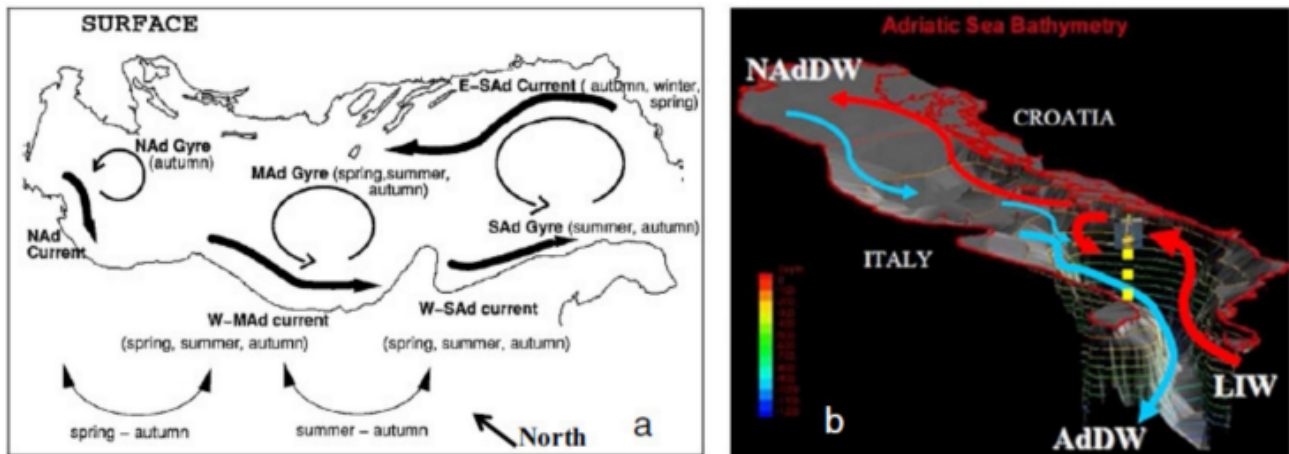 SURFACE
E-SAd Current (autumn, winter,
spring)
NAd Gyre
(autumn)
MAd Gyre (spring,summer,
autumn)
SAd Gyre (summer, autumn)
NAd
Current
W-MAd current
(spring, summer, autumn)
W-SAd current
(spring, summer, autumn)
spring – autumn
summer – autumn
North
a
Adriatic Sea Bathymetry
NAdDW
CROATIA
ITALY
LIW
AdDW
b